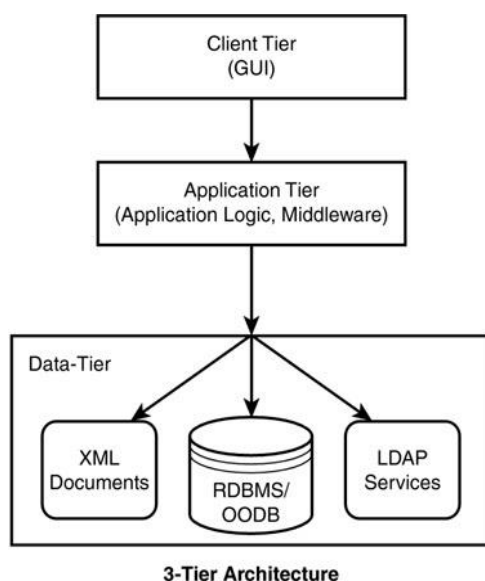 Client Tier
(GUI)
Application Tier
(Application Logic, Middleware)
Data-Tier
XML
Documents
RDBMS/
OODB
LDAP
Services
3-Tier Architecture